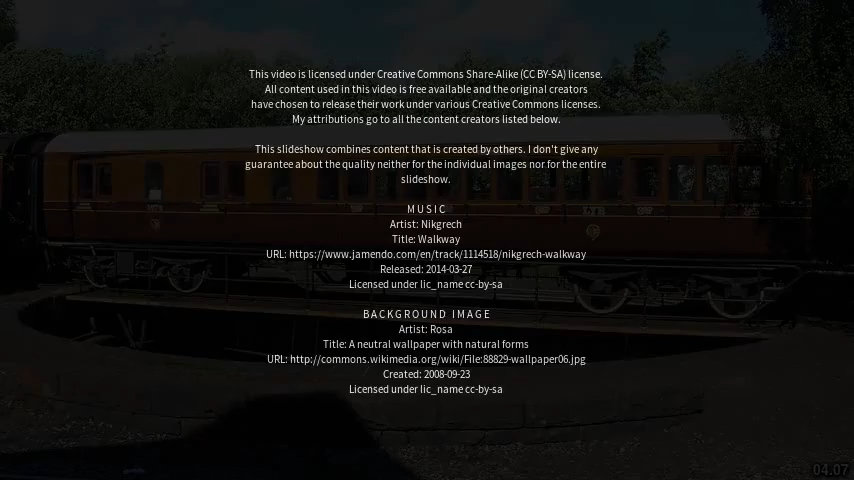 This video is licensed under Creative Commons Share-Alike (CC BY-SA) license.
All content used in this video is free available and the original creators
have chosen to release their work under various Creative Commons licenses.
My attributions go to all the content creators listed below.
This slideshow combines content that is created by others. I don't give any
guarantee about the quality neither for the individual images nor for the entire
slideshow.
MUSIC
Artist: Nikgrech
Title: Walkway
URL: https://www.jamendo.com/en/track/1114518/nikgrech-walkway
Released: 2014-03-27
Licensed under lic_name cc-by-sa
BACKGROUND IMAGE
Artist: Rosa
Title: A neutral wallpaper with natural forms
URL: http://commons.wikimedia.org/wiki/File:88829-wallpaper06.jpg
Created: 2008-09-23
Licensed under lic_name cc-by-sa
04.07